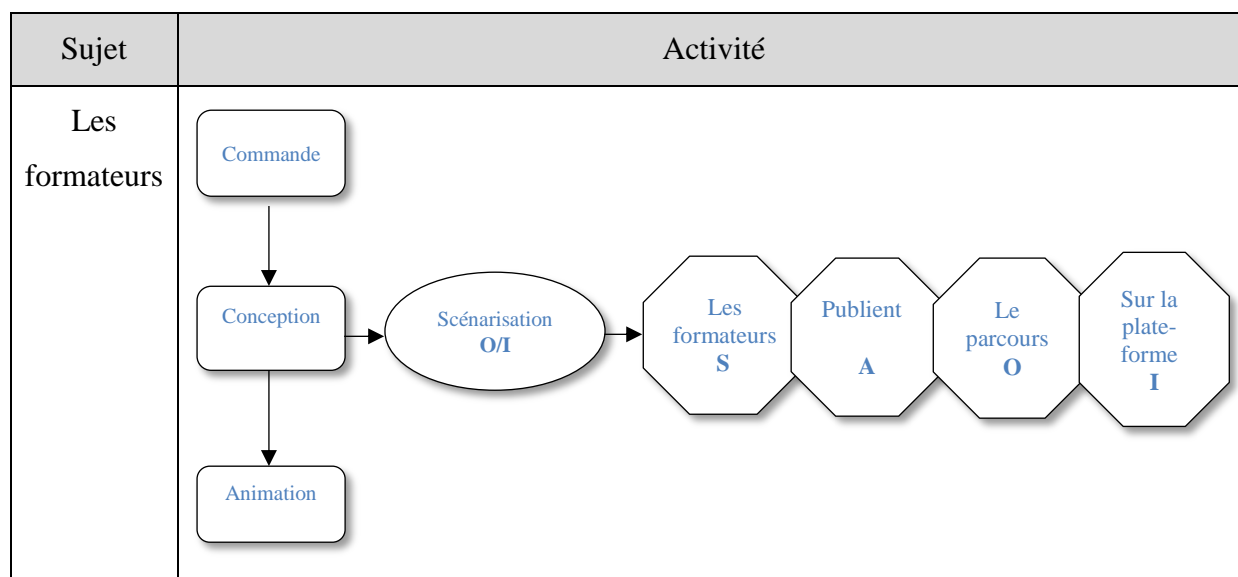 Sujet
Activité
Les
formateurs
Commande
Conception
Scénarisation
O/I
Les
formateurs
S
Publient
A
Le
parcours
O
Sur la
plate-
forme
I
Animation